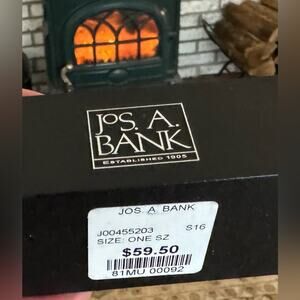 JOS. A.
BANK
ESTABLISHED 1905
JOS. A. BANK
J00455203 S16
SIZE: ONE SZ
$59.50
81MU 00092